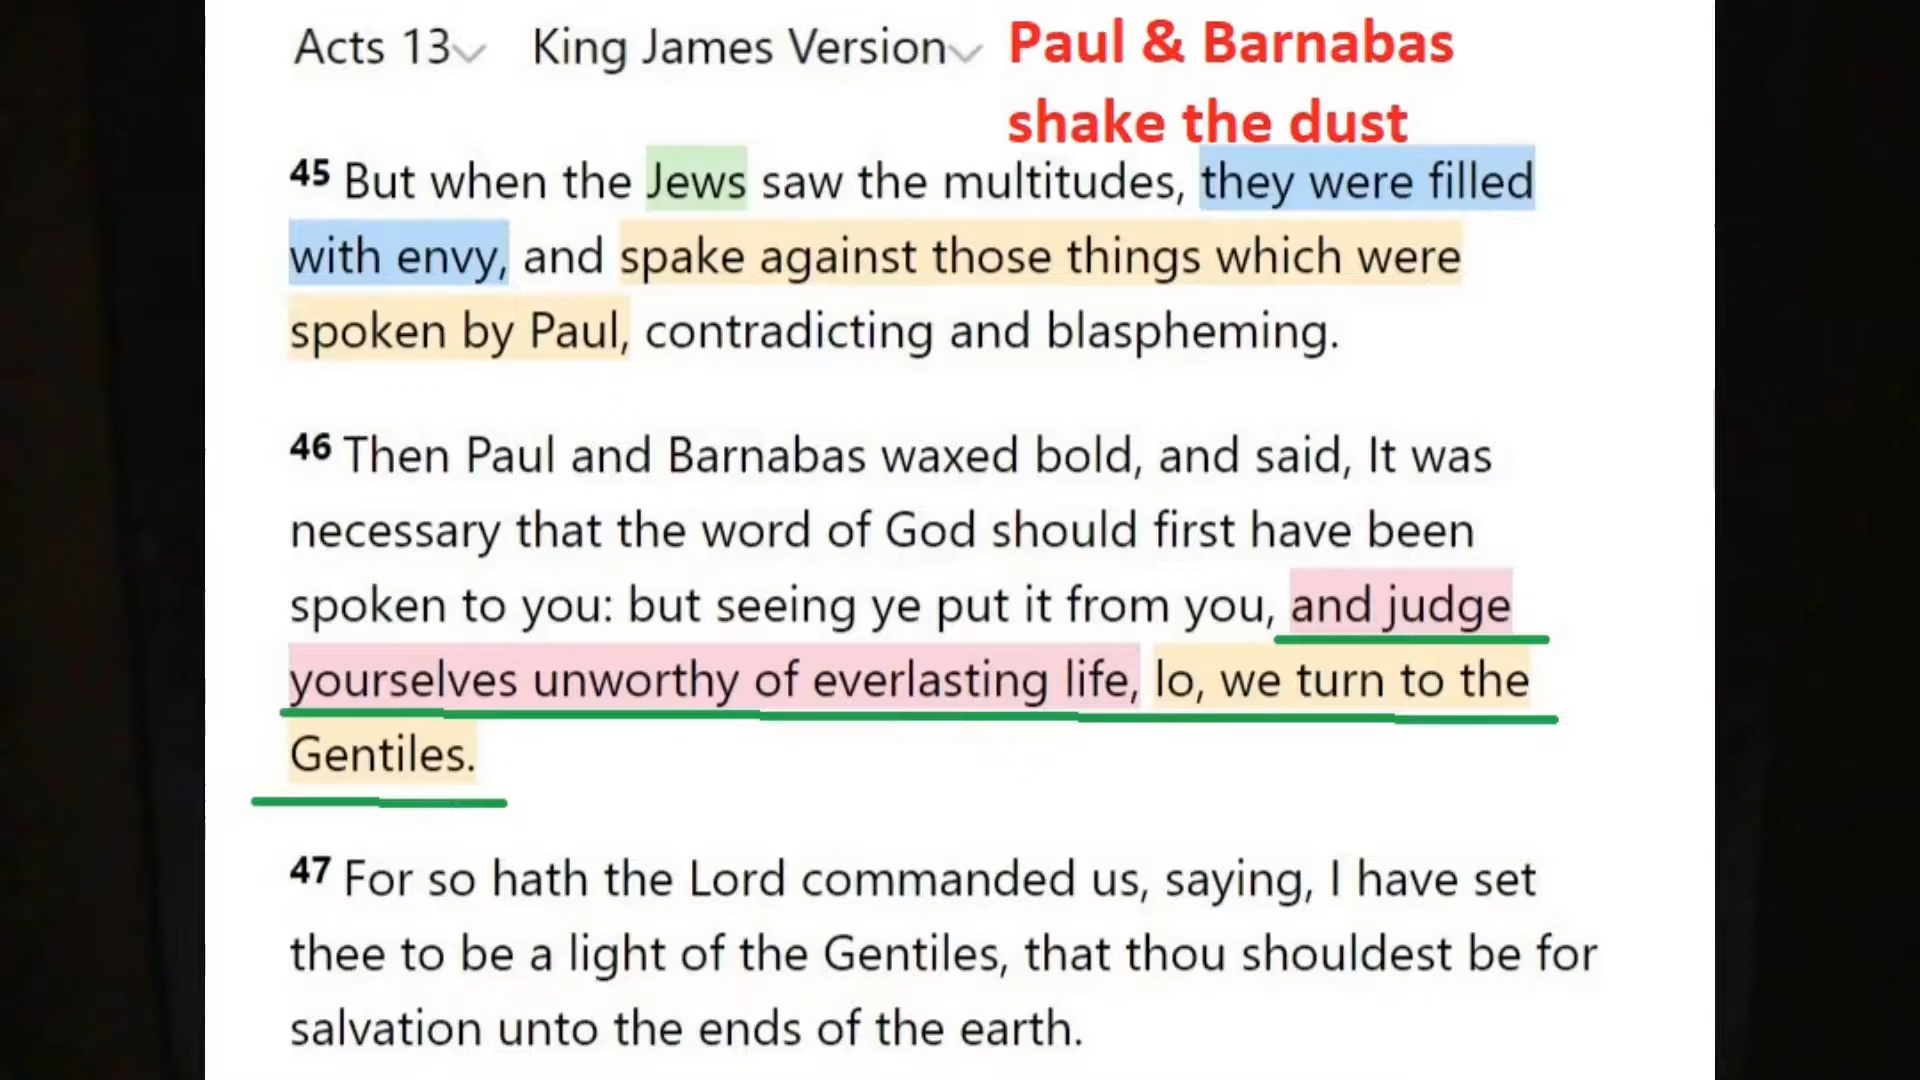 Acts 13 King James Version Paul & Barnabas
shake the dust
45 But when the Jews saw the multitudes, they were filled
with envy, and spake against those things which were
spoken by Paul, contradicting and blaspheming.
46 Then Paul and Barnabas waxed bold, and said, It was
necessary that the word of God should first have been
spoken to you: but seeing ye put it from you, and judge
yourselves unworthy of everlasting life, lo, we turn to the
Gentiles.
47 For so hath the Lord commanded us, saying, I have set
thee to be a light of the Gentiles, that thou shouldest be for
salvation unto the ends of the earth.